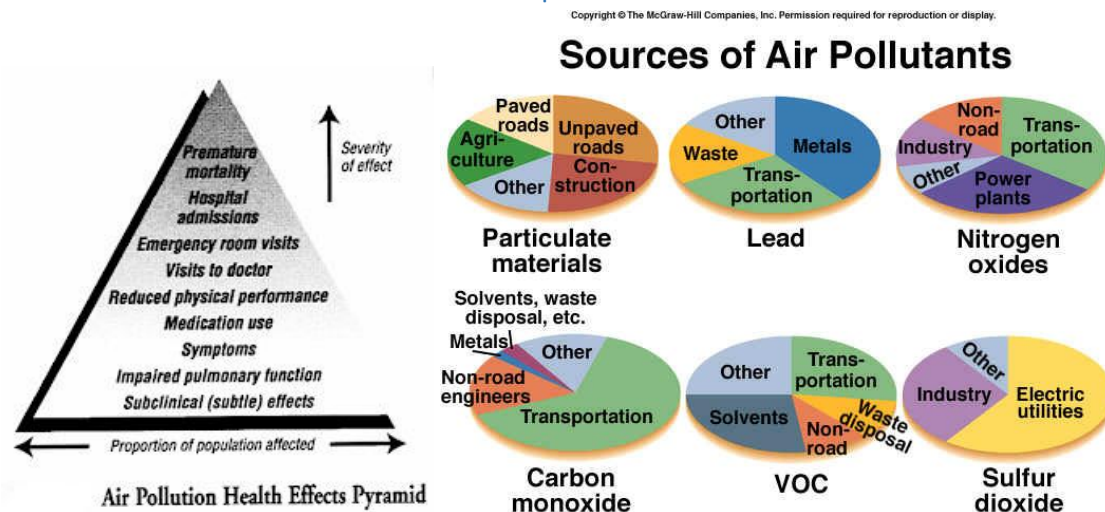 Copyright © The McGraw-Hill Companies, Inc. Permission required for reproduction or display.
Sources of Air Pollutants
Premature
mortality
Hospital
admissions
Emergency room visits
Visits to doctor
Reduced physical performance
Medication use
Symptoms
Impaired pulmonary function
Subclinical (subtle) effects
Severity
of effect
Proportion of population affected
Air Pollution Health Effects Pyramid
Paved
roads
Unpaved
roads
Agri-
culture
Con-
struction
Other
Particulate
materials
Other
Metals
Waste
Trans-
portation
Lead
Non-
road
Trans-
portation
Industry
Other
Power
plants
Nitrogen
oxides
Solvents, waste
disposal, etc.
Metals
Other
Non-road
engineers
Transportation
Carbon
monoxide
Other
Trans-
portation
Solvents
Waste
disposal
Non-
road
VOC
Other
Industry
Electric
utilities
Sulfur
dioxide